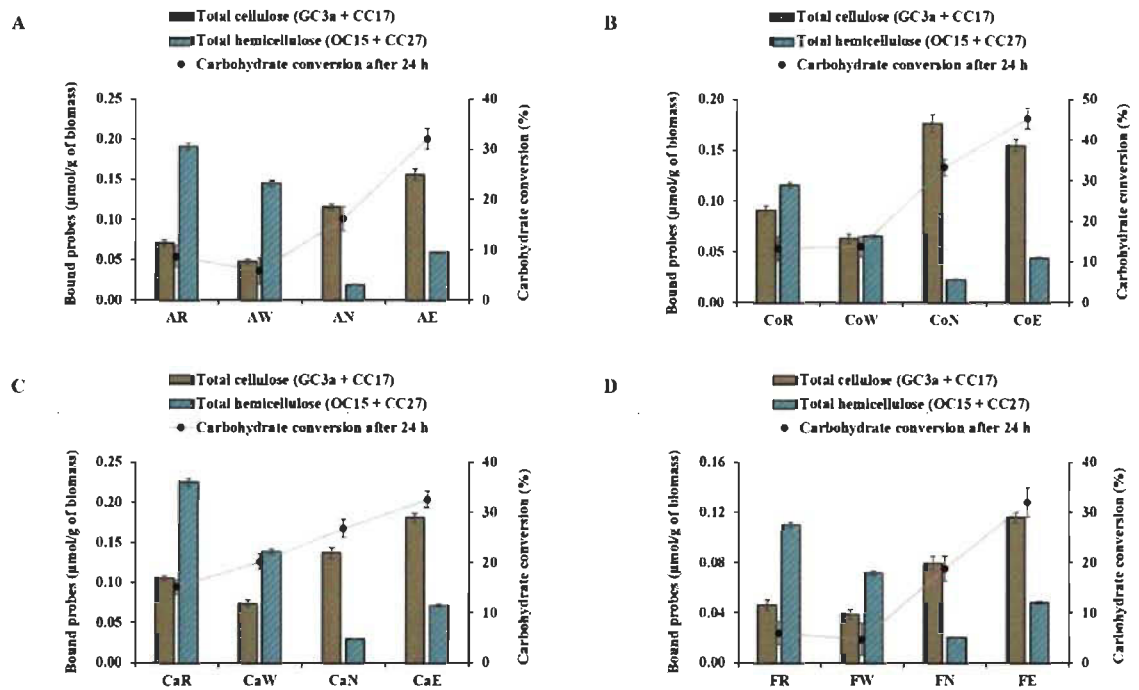 A
Total cellulose (GC3a + CC17)
Total hemicellulose (OC15 + CC27)
Carbohydrate conversion after 24 h
Bound probes (µmol/g of biomass)
0.25
0.20
0.15
0.10
0.05
0.00
AR AW AN AE
40
30
20
10
0
Carbohydrate conversion (%)
B
Total cellulose (GC3a + CC17)
Total hemicellulose (OC15 + CC27)
Carbohydrate conversion after 24 h
Bound probes (µmol/g of biomass)
0.20
0.15
0.10
0.05
0.00
CoR CoW CoN CoE
50
40
30
20
10
0
Carbohydrate conversion (%)
C
Total cellulose (GC3a + CC17)
Total hemicellulose (OC15 + CC27)
Carbohydrate conversion after 24 h
Bound probes (µmol/g of biomass)
0.25
0.20
0.15
0.10
0.05
0.00
CaR CaW CaN CaE
40
30
20
10
0
Carbohydrate conversion (%)
D
Total cellulose (GC3a + CC17)
Total hemicellulose (OC15 + CC27)
Carbohydrate conversion after 24 h
Bound probes (µmol/g of biomass)
0.16
0.12
0.08
0.04
0.00
FR FW FN FE
40
30
20
10
0
Carbohydrate conversion (%)